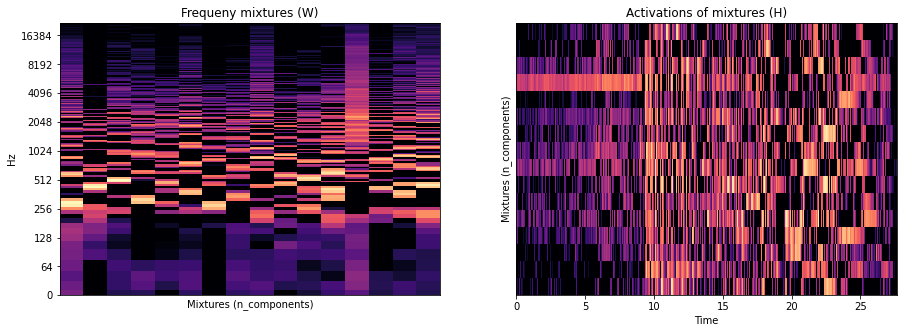 Frequeny mixtures (W)
Hz
16384
8192
4096
2048
1024
512
256
128
64
0
Mixtures (n_components)
Activations of mixtures (H)
Mixtures (n_components)
0 5 10 15 20 25
Time